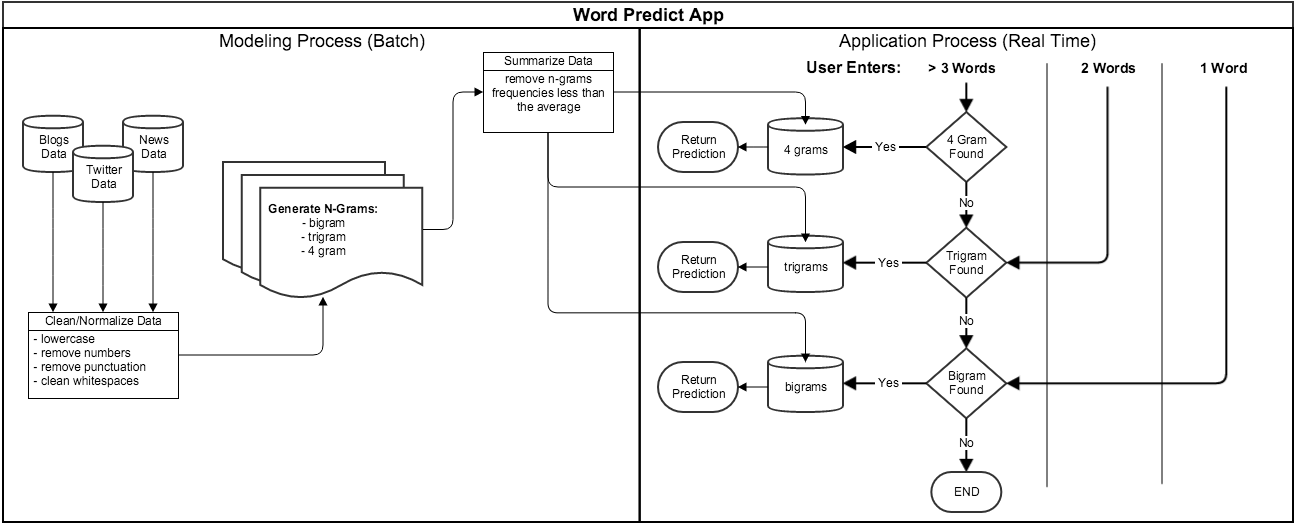 Word Predict App
Modeling Process (Batch)
Blogs
Data
News
Data
Twitter
Data
Clean/Normalize Data
- lowercase
- remove numbers
- remove punctuation
- clean whitespaces
Generate N-Grams:
- bigram
- trigram
- 4 gram
Summarize Data
remove n-grams
frequencies less than
the average
Application Process (Real Time)
User Enters: > 3 Words 2 Words 1 Word
Return
Prediction
4 grams
Yes
4 Gram
Found
No
Return
Prediction
trigrams
Yes
Trigram
Found
No
Return
Prediction
bigrams
Yes
Bigram
Found
No
END